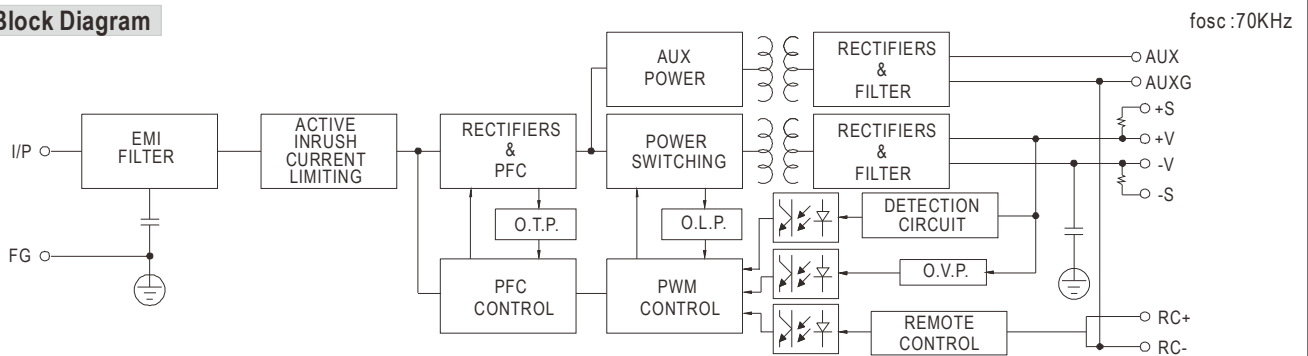 Block Diagram
fosc :70KHz
AUX
POWER
RECTIFIERS
&
FILTER
AUX
AUXG
+S
I/P
EMI
FILTER
ACTIVE
INRUSH
CURRENT
LIMITING
RECTIFIERS
&
PFC
POWER
SWITCHING
RECTIFIERS
&
FILTER
+V
-V
-S
O.T.P.
O.L.P.
DETECTION
CIRCUIT
FG
PFC
CONTROL
PWM
CONTROL
O.V.P.
REMOTE
CONTROL
RC+
RC-